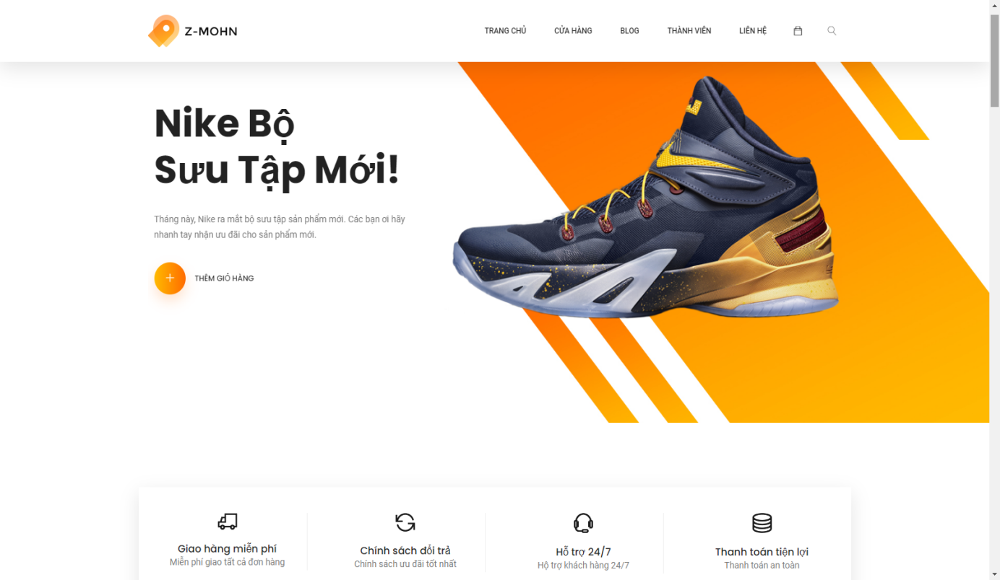 Z-MOHN
TRANG CHỦ
CỬA HÀNG
BLOG
THÀNH VIÊN
LIÊN HỆ
Nike Bộ
Sưu Tập Mới!
Tháng này, Nike ra mắt bộ sưu tập sản phẩm mới. Các bạn ơi hãy
nhanh tay nhận ưu đãi cho sản phẩm mới.
THÊM GIỎ HÀNG
Giao hàng miễn phí
Miễn phí giao tất cả đơn hàng
Chính sách đổi trả
Chính sách ưu đãi tốt nhất
Hỗ trợ 24/7
Hộ trợ khách hàng 24/7
Thanh toán tiện lợi
Thanh toán an toàn